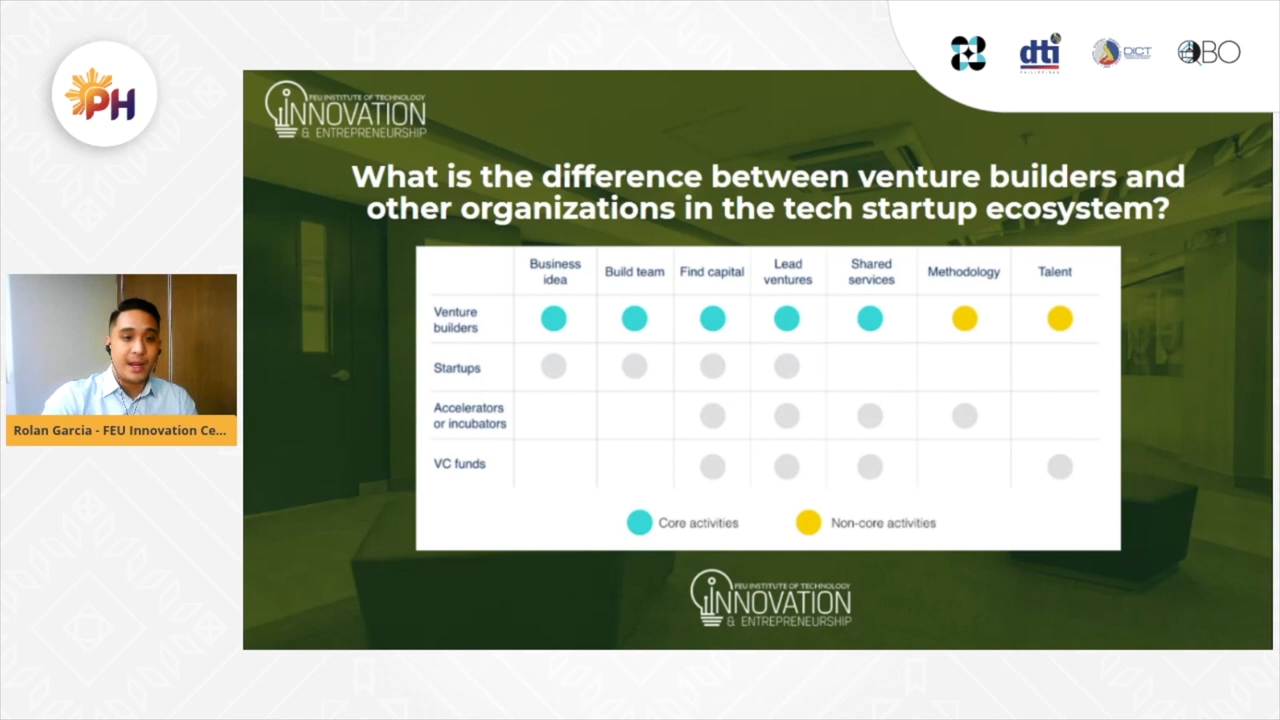 PH
dti
PHILIPPINES
DICT
QBO
FEU INSTITUTE OF TECHNOLOGY
INNOVATION
& ENTREPRENEURSHIP
What is the difference between venture builders and
other organizations in the tech startup ecosystem?
Business idea Build team Find capital Lead ventures Shared services Methodology Talent
Venture builders
Startups
Accelerators or incubators
VC funds
Core activities Non-core activities
Rolan Garcia - FEU Innovation Ce...
FEU INSTITUTE OF TECHNOLOGY
INNOVATION
& ENTREPRENEURSHIP